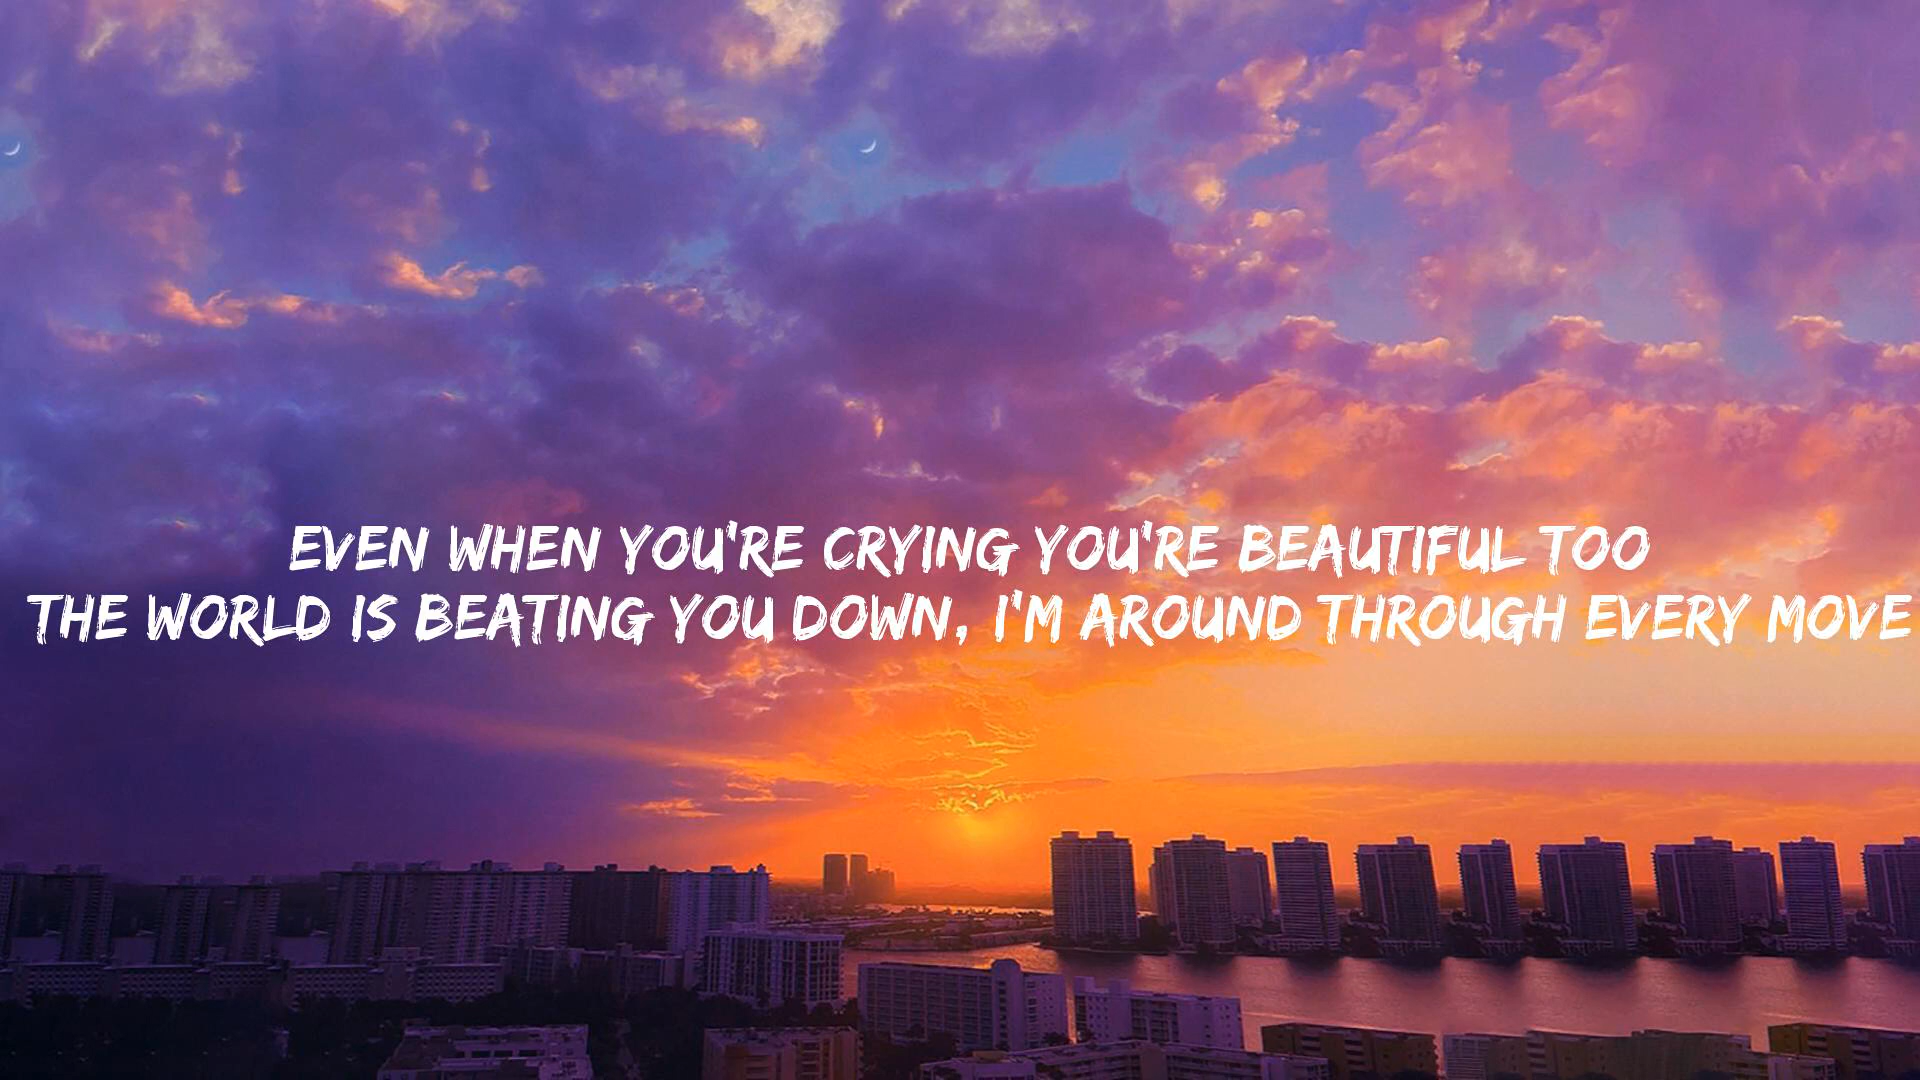 EVEN WHEN YOU'RE CRYING YOU'RE BEAUTIFUL TOO
THE WORLD IS BEATING YOU DOWN, I'M AROUND THROUGH EVERY MOVE